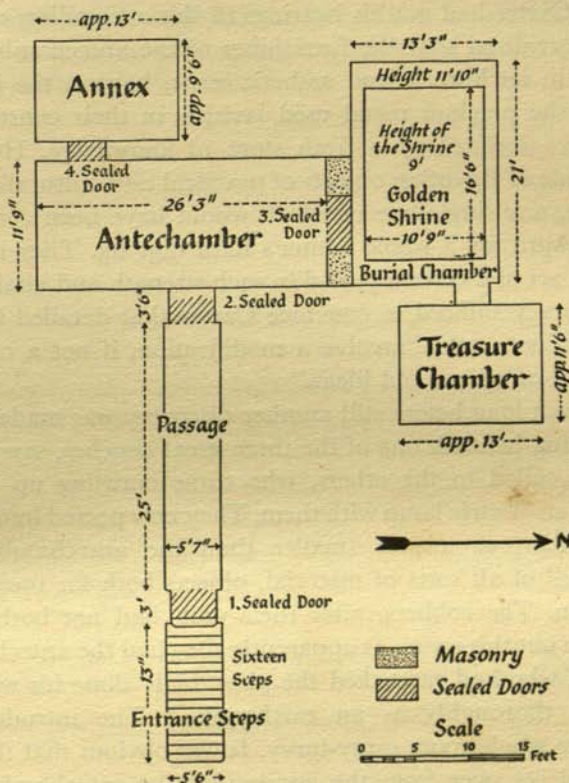 app. 13'
Annex
app. 9'6"
13'3"
Height 11'10"
Height of
the Shrine
9'
Golden
Shrine
16'6"
21'
10'9"
Burial Chamber
4. Sealed
Door
11'9"
26'3"
3. Sealed
Door
Antechamber
2. Sealed Door
3'6"
Treasure
Chamber
app. 11'6"
app. 13'
Passage
25'
5'7"
N
1. Sealed Door
3'
Sixteen
Steps
13"
Entrance Steps
5'6"
Masonry
Sealed Doors
Scale
0 5 10 15
Feet